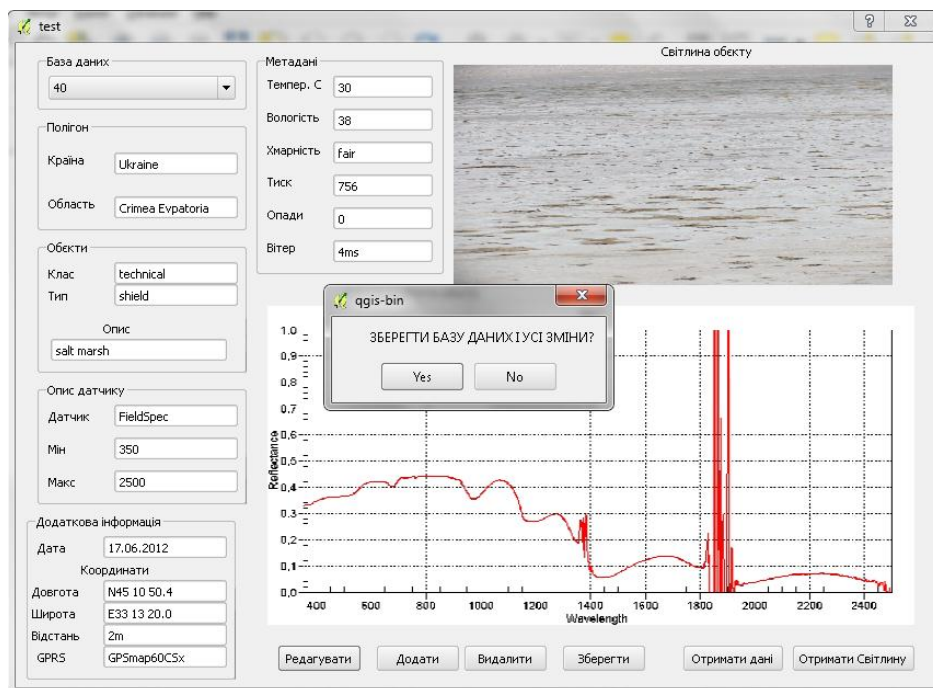 test
База даних
40
Полігон
Країна
Ukraine
Область
Crimea Evpatoria
Обєкти
Клас
technical
Тип
shield
Опис
salt marsh
Опис датчику
Датчик
FieldSpec
Мін
350
Макс
2500
Додаткова інформація
Дата
17.06.2012
Координати
Довгота
N45 10 50.4
Широта
E33 13 20.0
Відстань
2m
GPRS
GPSmap60CSx
Метадані
Темпер. С
30
Вологість
38
Хмарність
fair
Тиск
756
Опади
0
Вітер
4ms
Світлина обєкту
qgis-bin
ЗБЕРЕГТИ БАЗУ ДАНИХ І УСІ ЗМІНИ?
Yes
No
1.0
0,9
0,8
0,7
0,6
0,5
0,4
0.3
0,2
0,1
0,0
Reflectance
400 600 800 1000 1200 1400 1600 1800 2000 2200 2400
Wavelength
Редагувати
Додати
Видалити
Зберегти
Отримати дані
Отримати Світлину